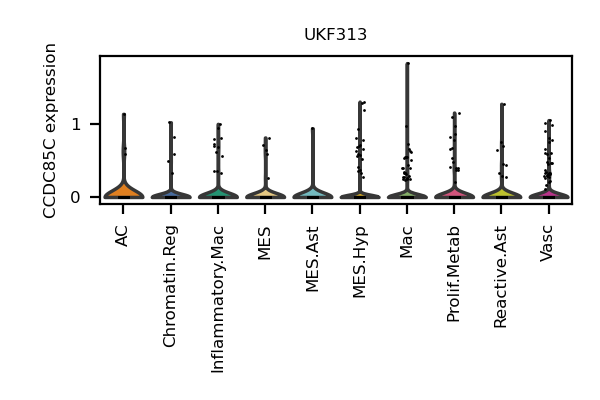 UKF313
CCDC85C expression
1
0
AC
Chromatin.Reg
Inflammatory.Mac
MES
MES.Ast
MES.Hyp
Mac
Prolif.Metab
Reactive.Ast
Vasc